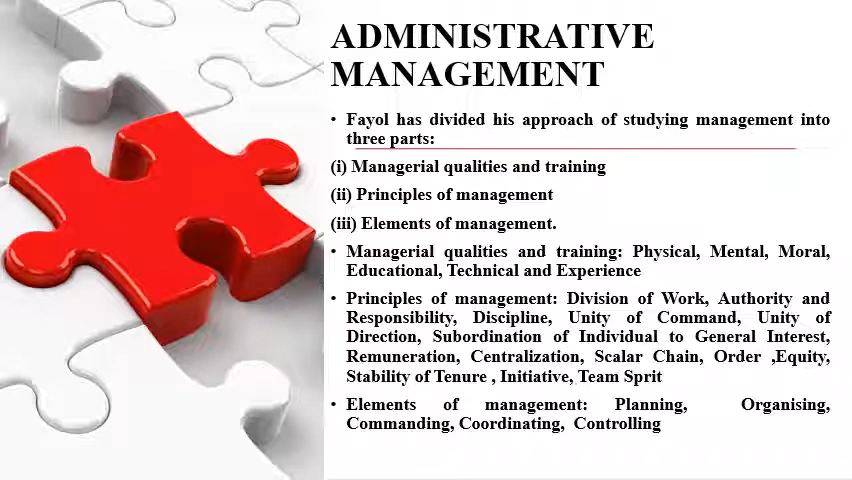 ADMINISTRATIVE
MANAGEMENT
• Fayol has divided his approach of studying management into
three parts:
(i) Managerial qualities and training
(ii) Principles of management
(iii) Elements of management.
• Managerial qualities and training: Physical, Mental, Moral,
Educational, Technical and Experience
• Principles of management: Division of Work, Authority and
Responsibility, Discipline, Unity of Command, Unity of
Direction, Subordination of Individual to General Interest,
Remuneration, Centralization, Scalar Chain, Order ,Equity,
Stability of Tenure , Initiative, Team Sprit
• Elements of management: Planning, Organising,
Commanding, Coordinating, Controlling